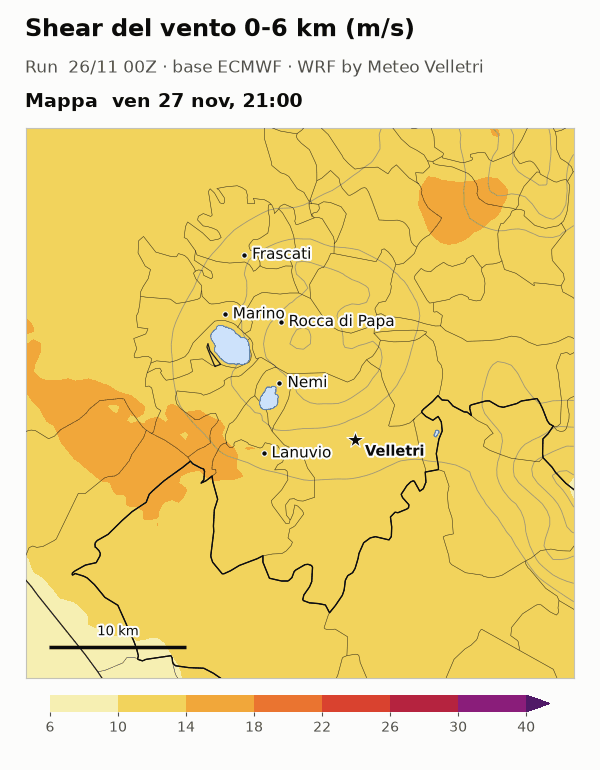 Shear del vento 0-6 km (m/s)
Run  26/11 00Z · base ECMWF · WRF by Meteo Velletri
Mappa  ven 27 nov, 21:00
Frascati
Marino
Rocca di Papa
Nemi
Velletri
Lanuvio
10 km
6 10 14 18 22 26 30 40